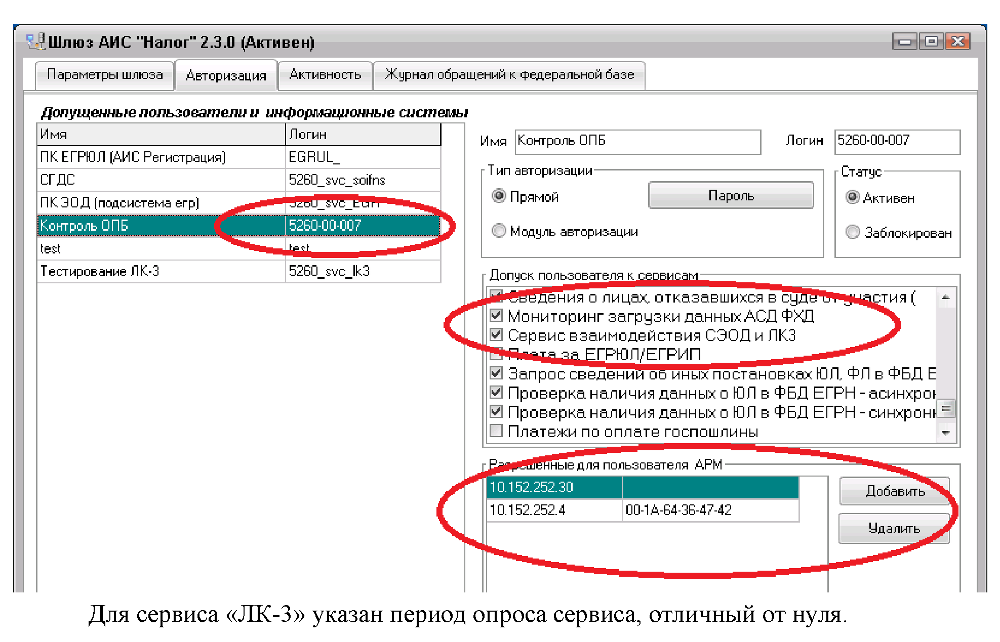 Шлюз АИС "Налог" 2.3.0 (Активен)
Параметры шлюза Авторизация Активность Журнал обращений к федеральной базе
Допущенные пользователи и информационные системы
Имя Логин
ПК ЕГРЮЛ (АИС Регистрация) EGRUL_
СГДС 5260_svc_soifns
ПК ЭОД (подсистема егр) 5260_svc_EGR
Контроль ОПБ 5260-00-007
test test
Тестирование ЛК-3 5260_svc_lk3
Имя Контроль ОПБ Логин 5260-00-007
Тип авторизации
Прямой Пароль
Модуль авторизации
Статус
Активен
Заблокирован
Допуск пользователя к сервисам
Сведения о лицах, отказавшихся в суде от участия (
Мониторинг загрузки данных АСД ФХД
Сервис взаимодействия СЭОД и ЛК3
Плата за ЕГРЮЛ/ЕГРИП
Запрос сведений об иных постановках ЮЛ, ФЛ в ФБД Е
Проверка наличия данных о ЮЛ в ФБД ЕГРН - асинхрон
Проверка наличия данных о ЮЛ в ФБД ЕГРН - синхронн
Платежи по оплате госпошлины
Разрешенные для пользователя АРМ
10.152.252.30
10.152.252.4 00-1A-64-36-47-42
Добавить
Удалить
Для сервиса «ЛК-3» указан период опроса сервиса, отличный от нуля.